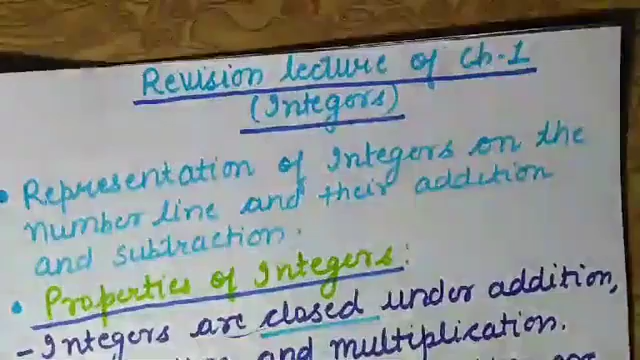 Revision lecture of Ch-1
(Integors)
• Representation of Integers on the
number line and their addition
and subtraction.
• Properties of Integers:
- Integers are closed under addition,
and multiplication.